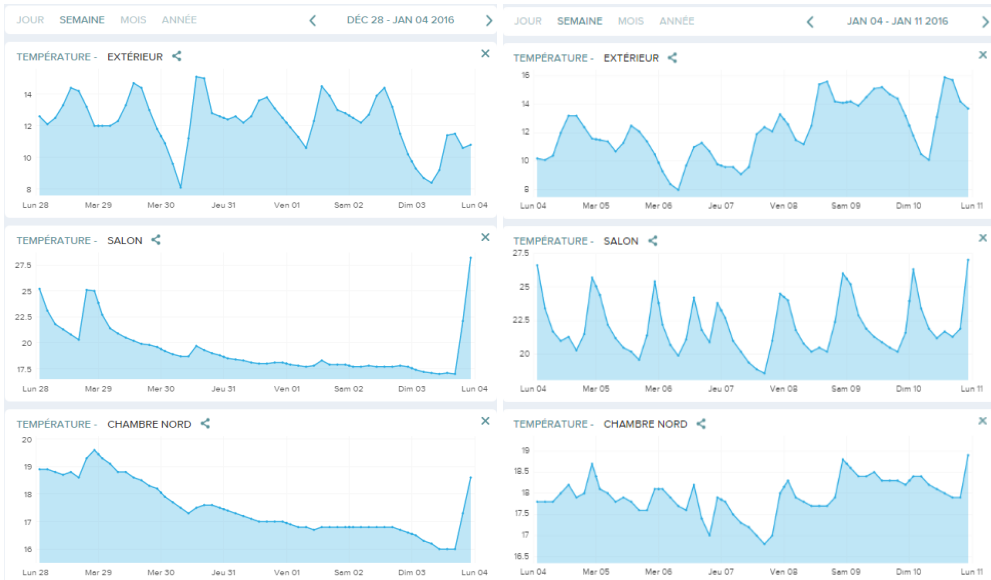 JOUR SEMAINE MOIS ANNÉE DÉC 28 - JAN 04 2016
TEMPÉRATURE - EXTÉRIEUR
14
12
10
8
Lun 28 Mar 29 Mer 30 Jeu 31 Ven 01 Sam 02 Dim 03 Lun 04
TEMPÉRATURE - SALON
27.5
25
22.5
20
17.5
Lun 28 Mar 29 Mer 30 Jeu 31 Ven 01 Sam 02 Dim 03 Lun 04
TEMPÉRATURE - CHAMBRE NORD
20
19
18
17
16
Lun 28 Mar 29 Mer 30 Jeu 31 Ven 01 Sam 02 Dim 03 Lun 04
JOUR SEMAINE MOIS ANNÉE JAN 04 - JAN 11 2016
TEMPÉRATURE - EXTÉRIEUR
16
14
12
10
8
Lun 04 Mar 05 Mer 06 Jeu 07 Ven 08 Sam 09 Dim 10 Lun 11
TEMPÉRATURE - SALON
27.5
25
22.5
20
Lun 04 Mar 05 Mer 06 Jeu 07 Ven 08 Sam 09 Dim 10 Lun 11
TEMPÉRATURE - CHAMBRE NORD
19
18.5
18
17.5
17
16.5
Lun 04 Mar 05 Mer 06 Jeu 07 Ven 08 Sam 09 Dim 10 Lun 11